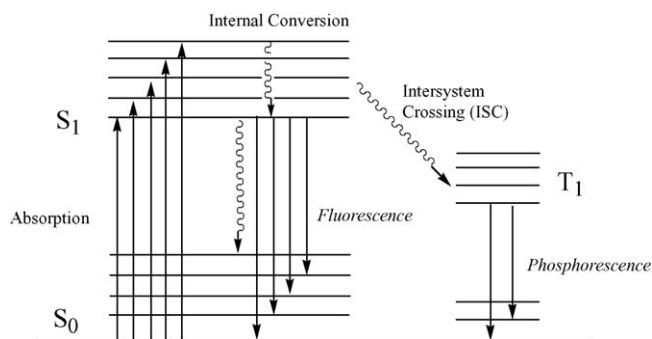 Internal Conversion
Intersystem
Crossing (ISC)
S1
T1
Absorption
Fluorescence
Phosphorescence
S0